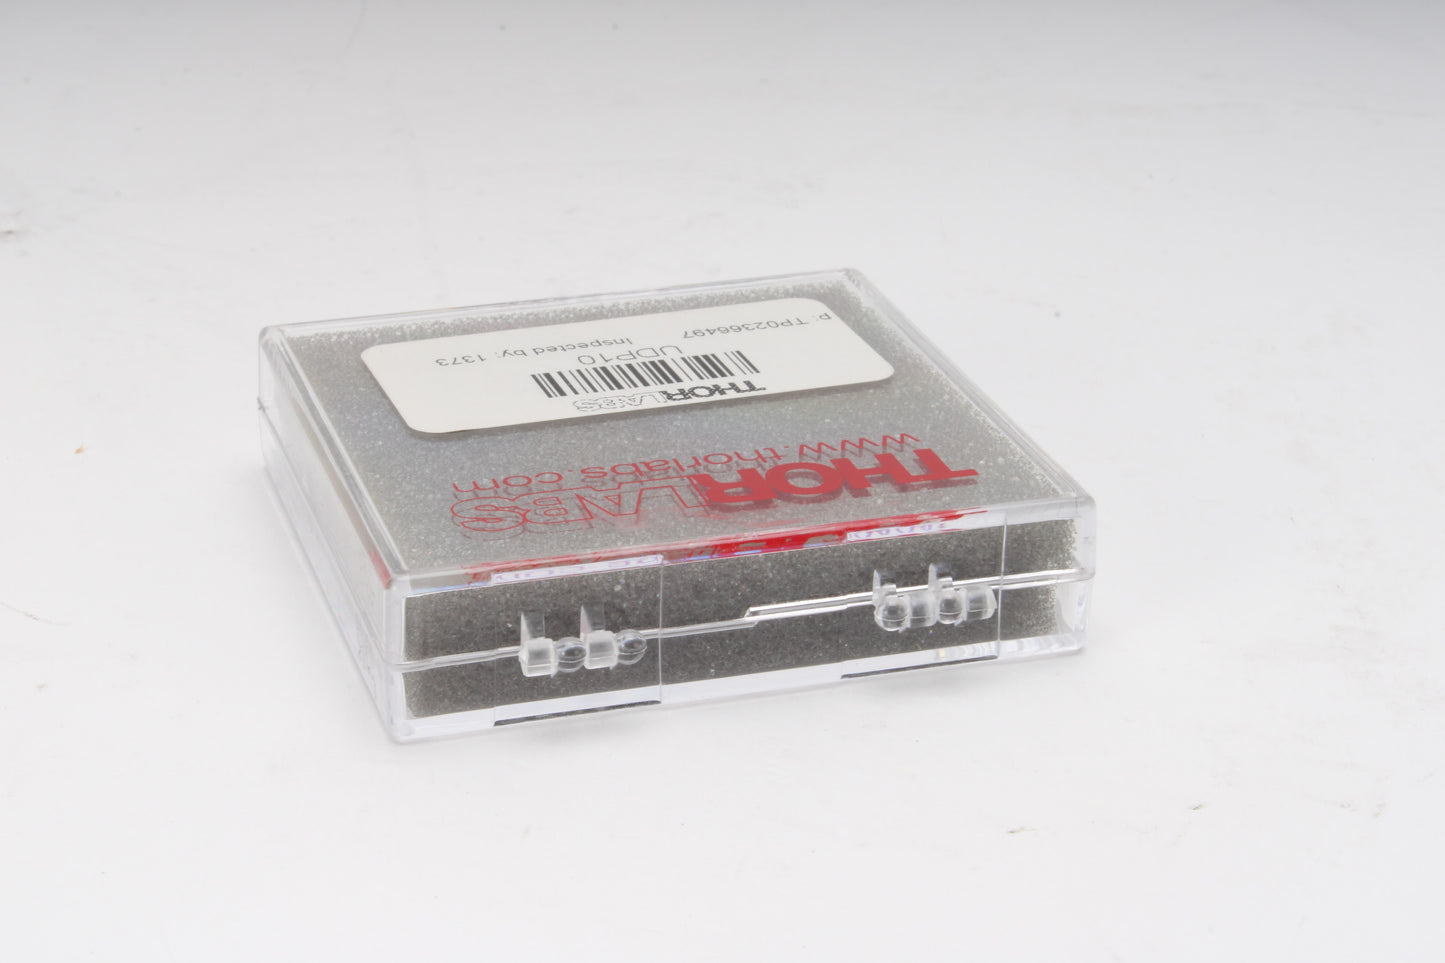 THORLABS
www.thorlabs.com
THORLABS
UDP10
Inspected by: 1373
p: TP02366497